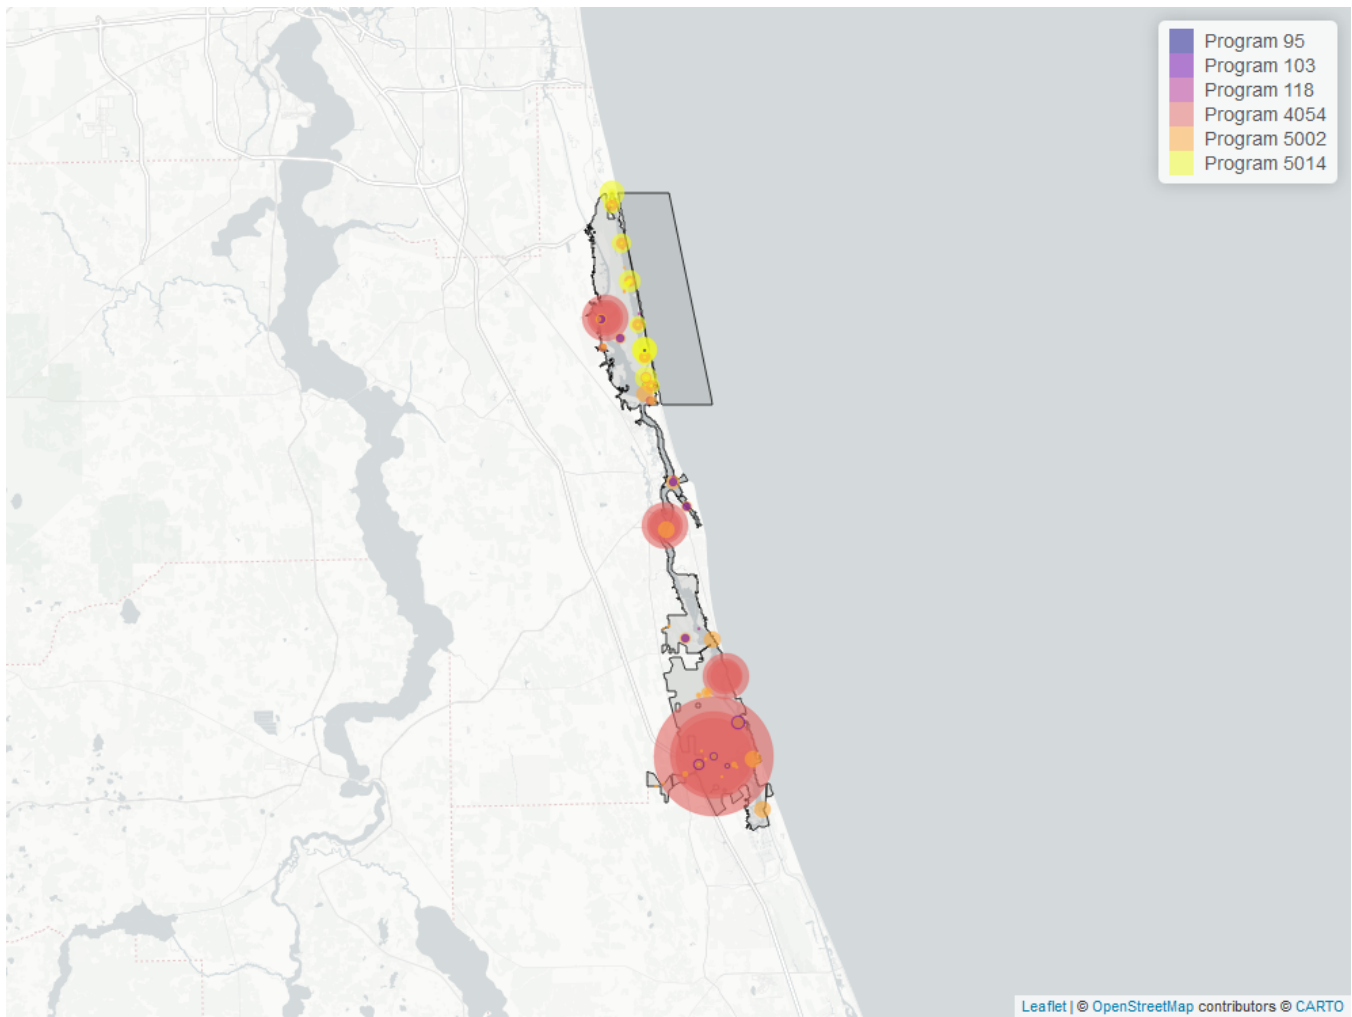 Program 95
Program 103
Program 118
Program 4054
Program 5002
Program 5014
Leaflet | © OpenStreetMap contributors © CARTO